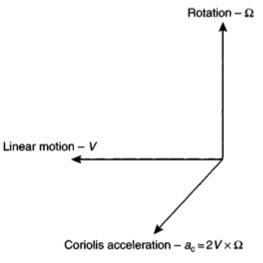 Rotation – Ω
Linear motion – V
Coriolis acceleration – a_c = 2V × Ω